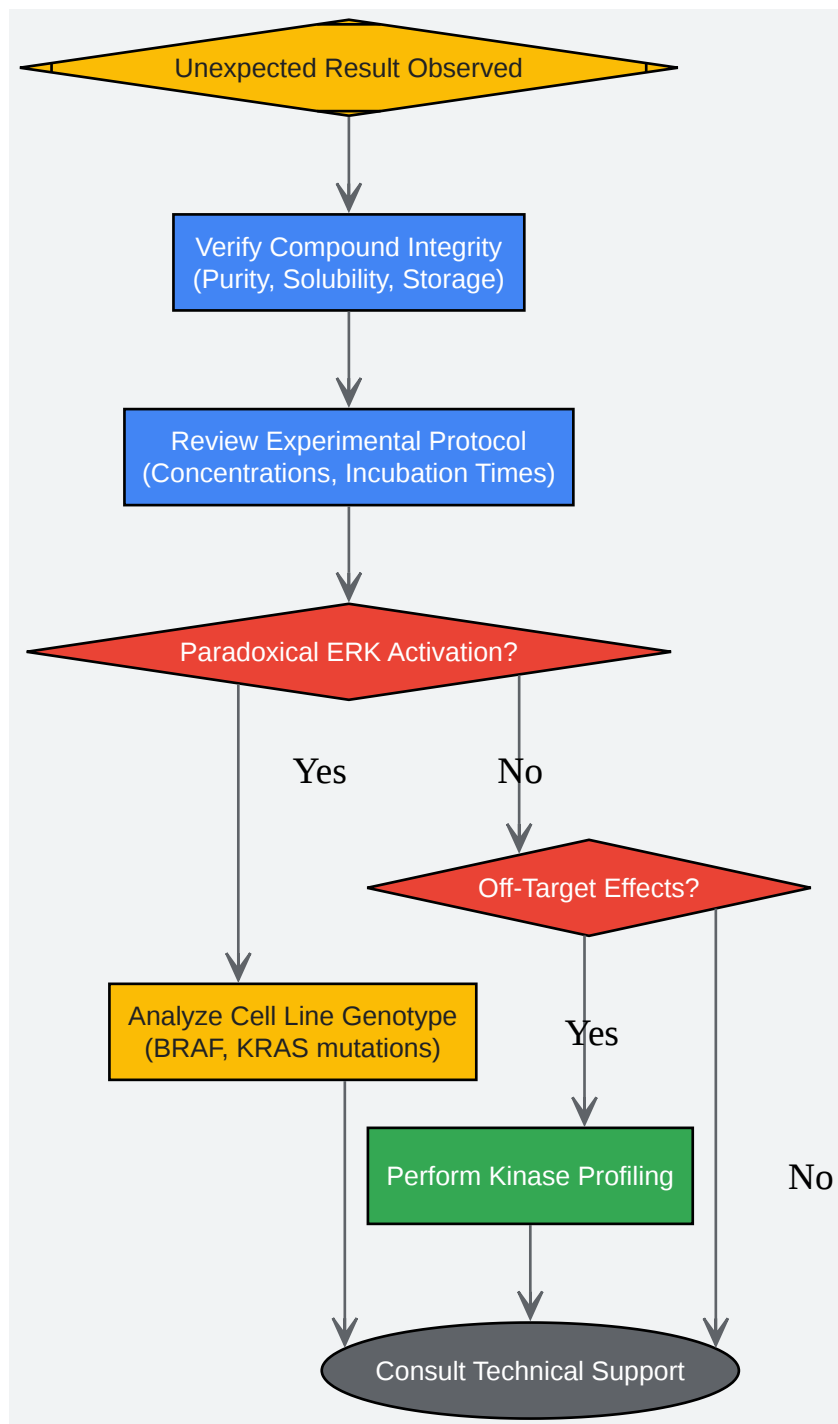 Unexpected Result Observed
Verify Compound Integrity
(Purity, Solubility, Storage)
Review Experimental Protocol
(Concentrations, Incubation Times)
Paradoxical ERK Activation?
Yes
No
Off-Target Effects?
Analyze Cell Line Genotype
(BRAF, KRAS mutations)
Yes
Perform Kinase Profiling
No
Consult Technical Support